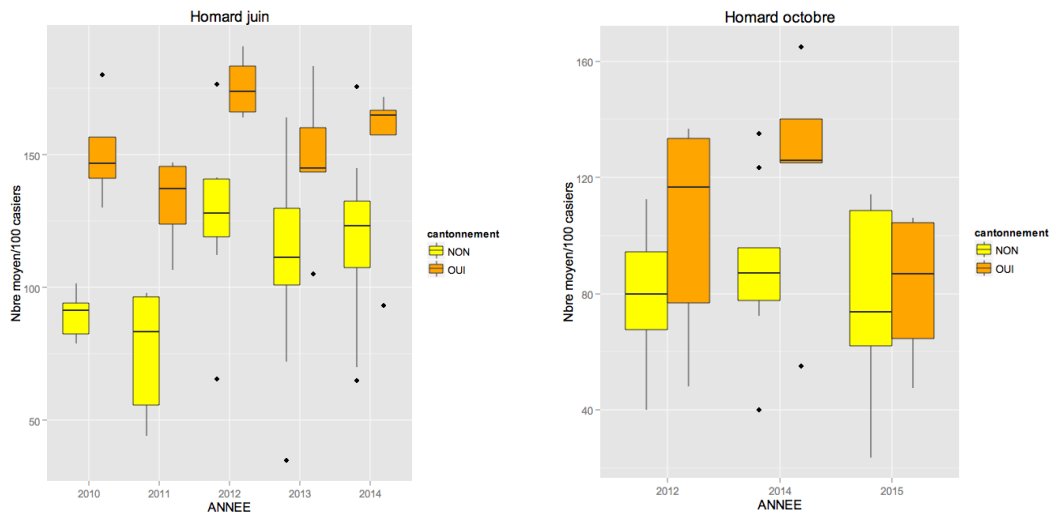 Homard juin
Nbre moyen/100 casiers
150
100
50
2010
2011
2012
2013
2014
ANNEE
cantonnement
NON
OUI
Homard octobre
Nbre moyen/100 casiers
160
120
80
40
2012
2014
2015
ANNEE
cantonnement
NON
OUI